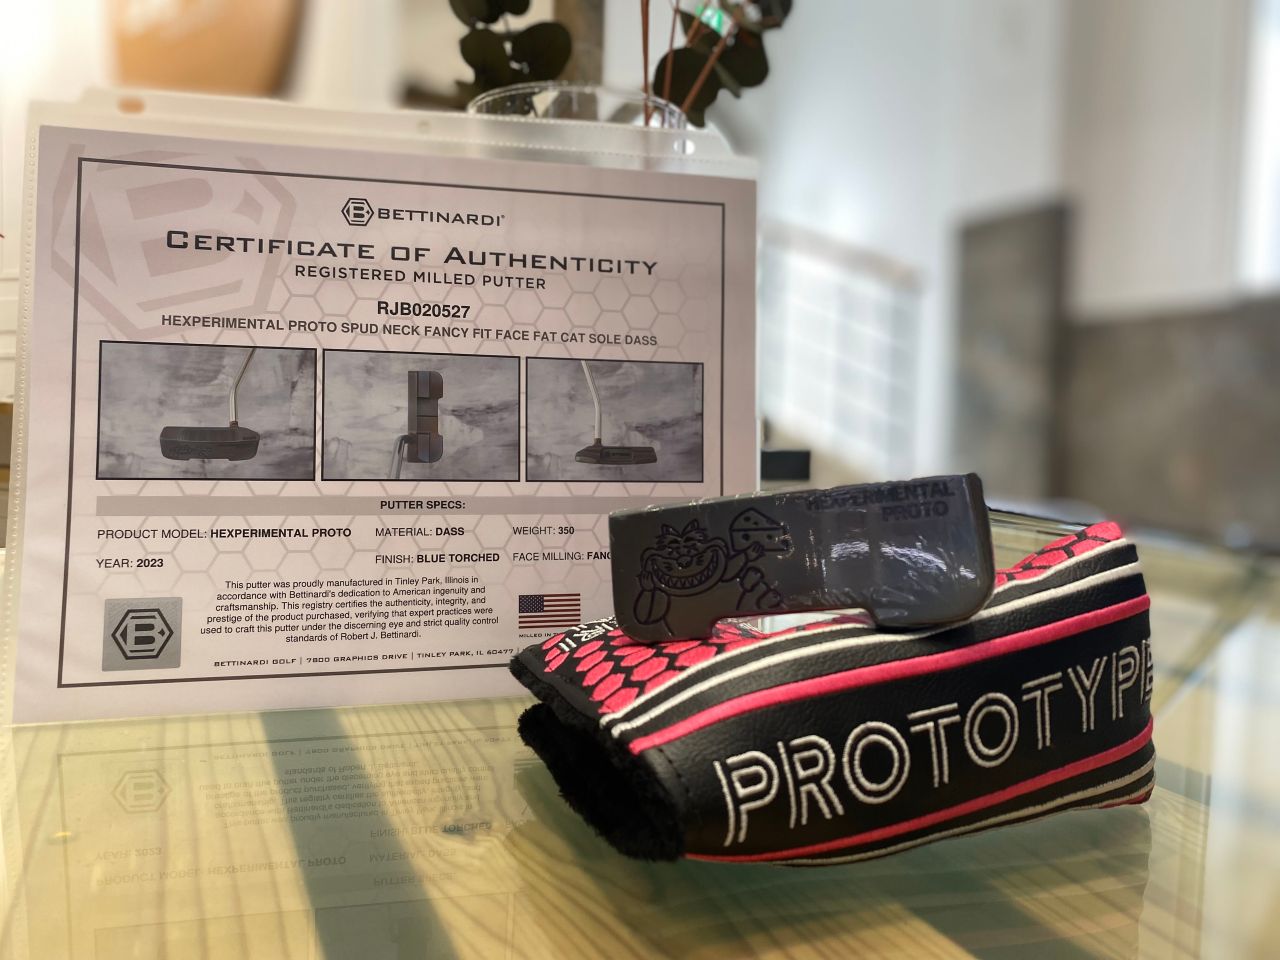 BETTINARDI®
CERTIFICATE OF AUTHENTICITY
REGISTERED MILLED PUTTER
RJB020527
HEXPERIMENTAL PROTO SPUD NECK FANCY FIT FACE FAT CAT SOLE DASS
PUTTER SPECS:
PRODUCT MODEL: HEXPERIMENTAL PROTO MATERIAL: DASS WEIGHT: 350
YEAR: 2023 FINISH: BLUE TORCHED FACE MILLING:
This putter was proudly manufactured in Tinley Park, Illinois in
accordance with Bettinardi's dedication to American ingenuity and
craftsmanship. This registry certifies the authenticity, integrity, and
prestige of the product purchased, verifying that expert practices were
used to craft this putter under the discerning eye and strict quality control
standards of Robert J. Bettinardi.
MILLED IN
BETTINARDI GOLF | 7800 GRAPHICS DRIVE | TINLEY PARK, IL 60477 |
HEXPERIMENTAL
PROTO
PROTOTYPE